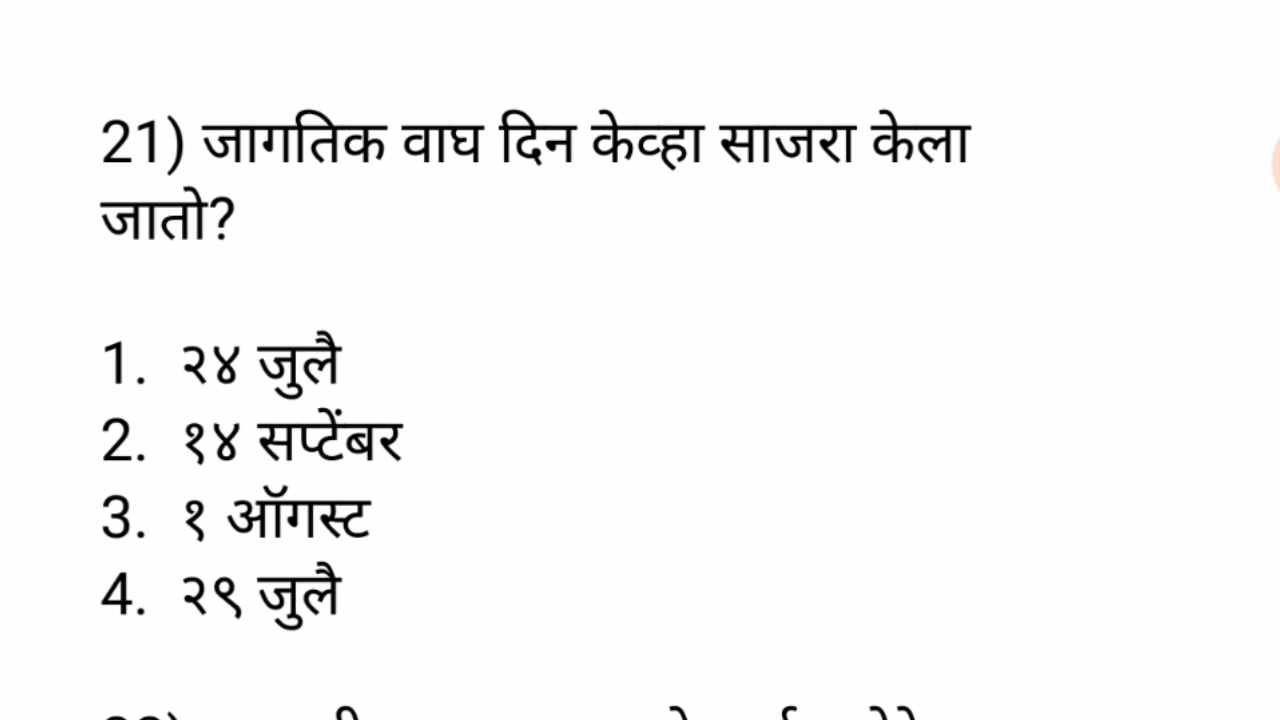 21) जागतिक वाघ दिन केव्हा साजरा केला
जातो?
1. २४ जुलै
2. १४ सप्टेंबर
3. १ ऑगस्ट
4. २९ जुलै